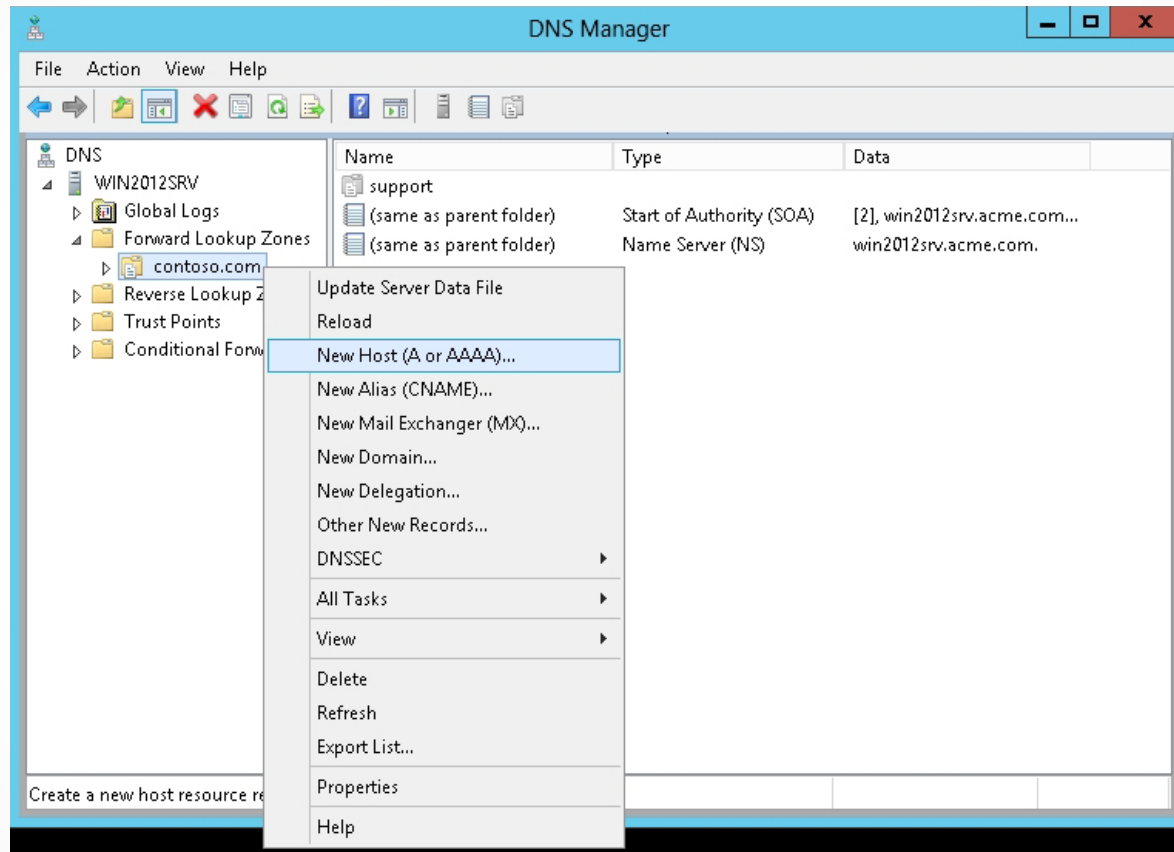 DNS Manager
File Action View Help
DNS
WIN2012SRV
Global Logs
Forward Lookup Zones
contoso.com
Reverse Lookup Z
Trust Points
Conditional Forw
Name Type Data
support
(same as parent folder) Start of Authority (SOA) [2], win2012srv.acme.com...
(same as parent folder) Name Server (NS) win2012srv.acme.com.
Update Server Data File
Reload
New Host (A or AAAA)...
New Alias (CNAME)...
New Mail Exchanger (MX)...
New Domain...
New Delegation...
Other New Records...
DNSSEC
All Tasks
View
Delete
Refresh
Export List...
Properties
Help
Create a new host resource re